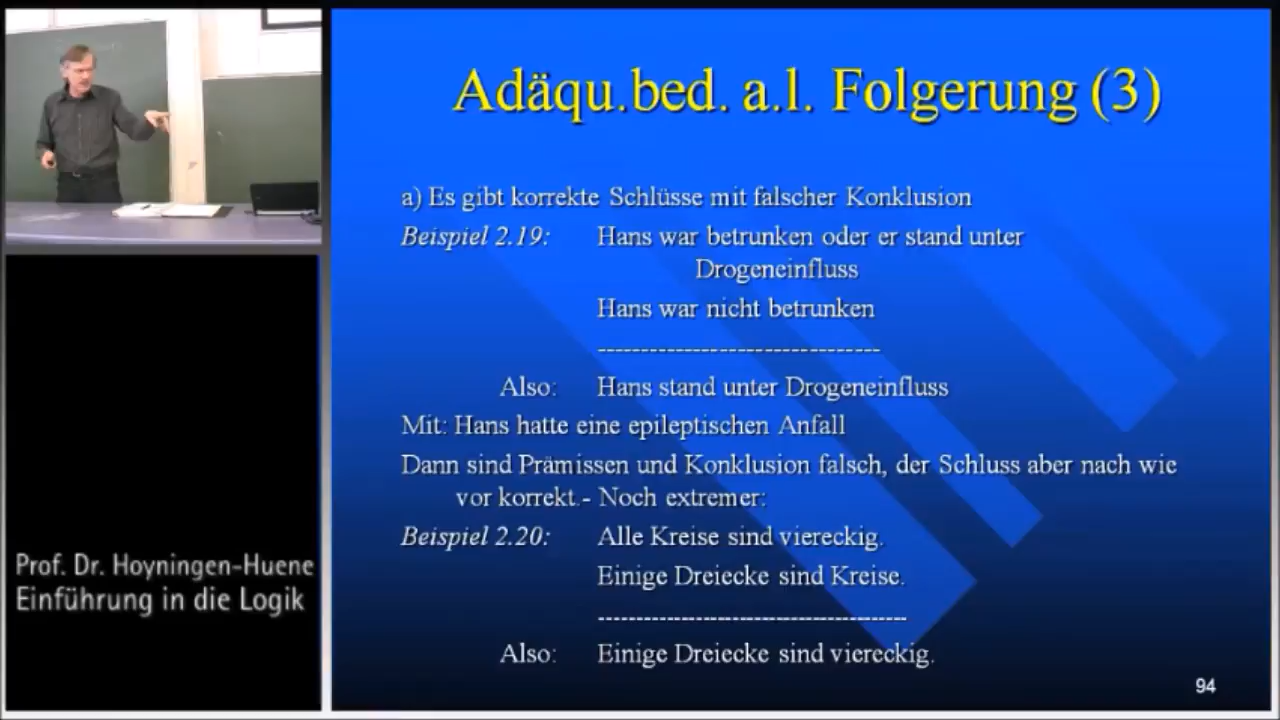 Adäqu.bed. a.l. Folgerung (3)
a) Es gibt korrekte Schlüsse mit falscher Konklusion
Beispiel 2.19: Hans war betrunken oder er stand unter
Drogeneinfluss
Hans war nicht betrunken
--------------------------------
Also: Hans stand unter Drogeneinfluss
Mit: Hans hatte eine epileptischen Anfall
Dann sind Prämissen und Konklusion falsch, der Schluss aber nach wie
vor korrekt.- Noch extremer:
Beispiel 2.20: Alle Kreise sind viereckig.
Einige Dreiecke sind Kreise.
-----------------------------------------
Also: Einige Dreiecke sind viereckig.
94
Prof. Dr. Hoyningen-Huene
Einführung in die Logik